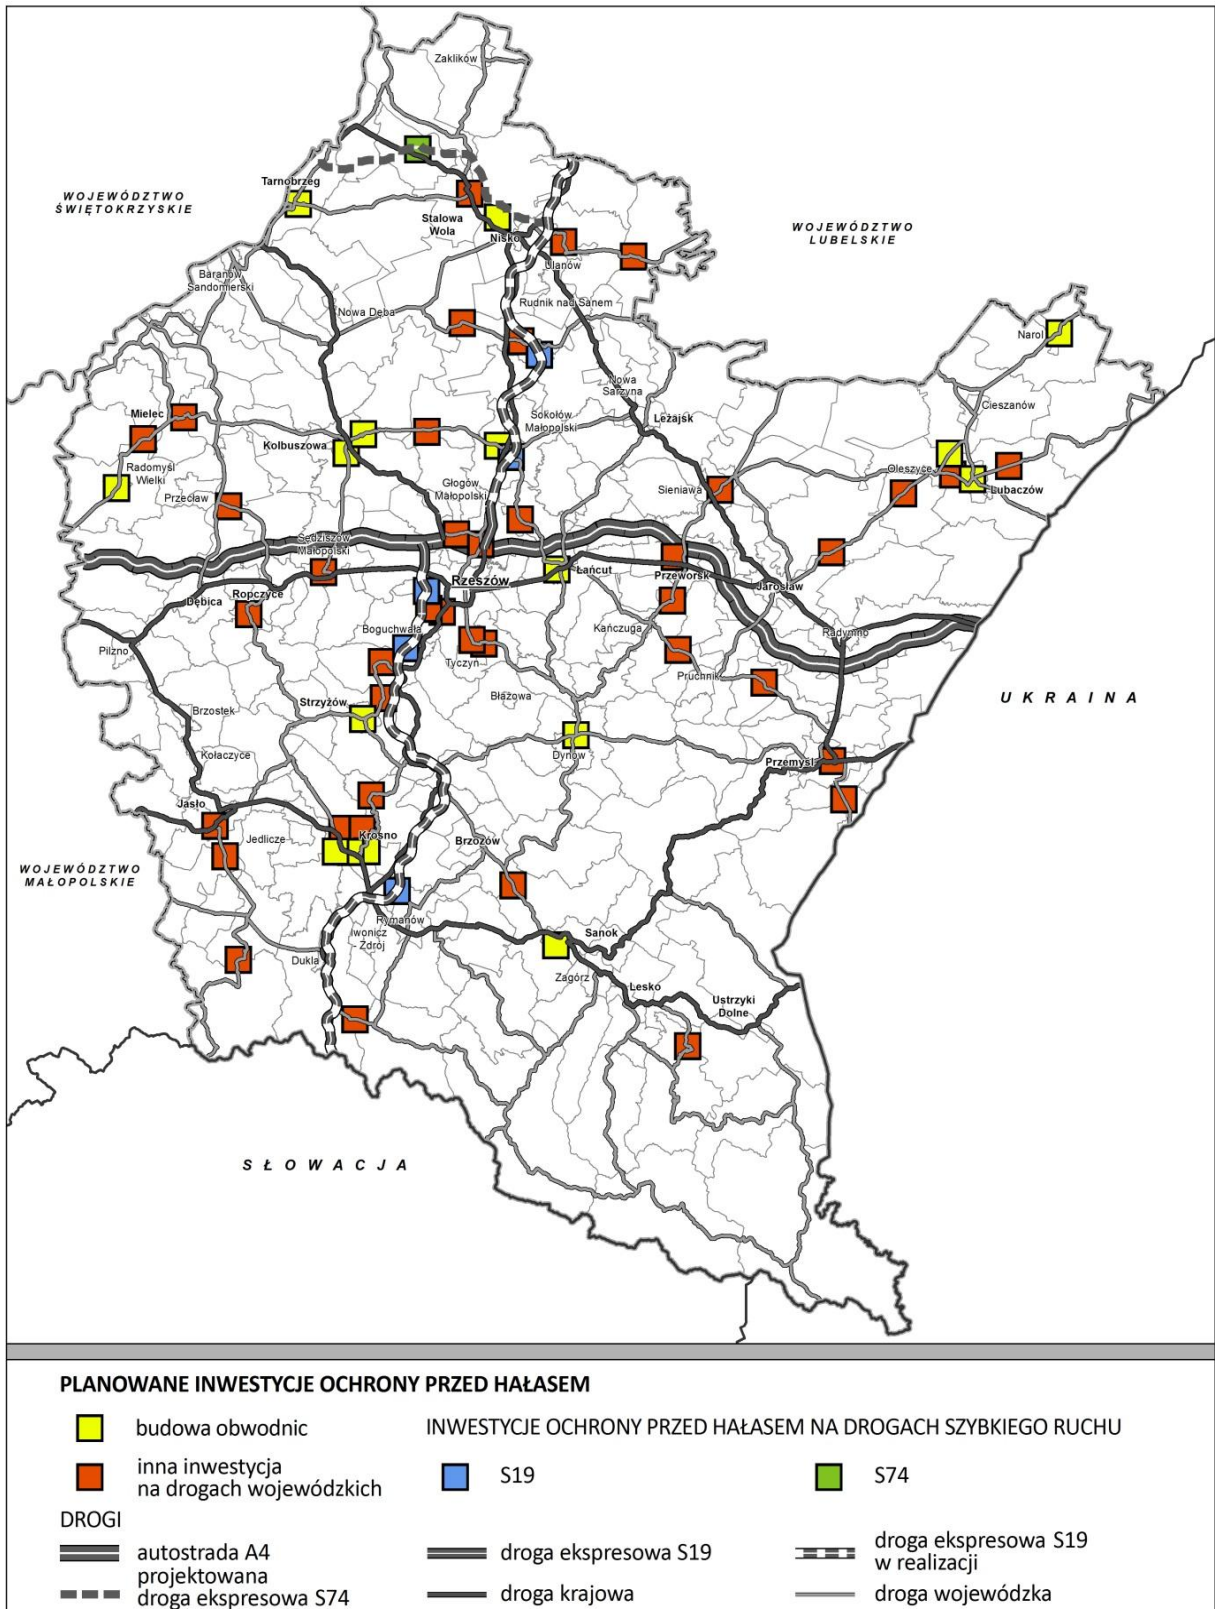 Zaklików
WOJEWÓDZTWO
ŚWIĘTOKRZYSKIE
Tarnobrzeg
Stalowa
Wola
Nisko
WOJEWÓDZTWO
LUBELSKIE
Ulanów
Baranów
Sandomierski
Rudnik nad Sanem
Nowa Dęba
Narol
Nowa
Sarzyna
Cieszanów
Mielec
Sokołów
Małopolski
Leżajsk
Kolbuszowa
Radomyśl
Wielki
Oleszyce
Głogów
Małopolski
Sieniawa
Lubaczów
Przecław
Sędziszów
Małopolski
Rzeszów
Łańcut
Przeworsk
Jarosław
Dębica
Ropczyce
Boguchwała
Kańczuga
Radymno
Pilzno
Tyczyn
Pruchnik
Błażowa
UKRAINA
Brzostek
Strzyżów
Kołaczyce
Dynów
Przemyśl
Jasło
Jedlicze
Krosno
Brzozów
WOJEWÓDZTWO
MAŁOPOLSKIE
Rymanów
Iwonicz
- Zdrój
Sanok
Dukla
Zagórz
Lesko
Ustrzyki
Dolne
SŁOWACJA
PLANOWANE INWESTYCJE OCHRONY PRZED HAŁASEM
budowa obwodnic
INWESTYCJE OCHRONY PRZED HAŁASEM NA DROGACH SZYBKIEGO RUCHU
inna inwestycja
na drogach wojewódzkich
S19
S74
DROGI
autostrada A4
droga ekspresowa S19
droga ekspresowa S19
w realizacji
projektowana
droga ekspresowa S74
droga krajowa
droga wojewódzka